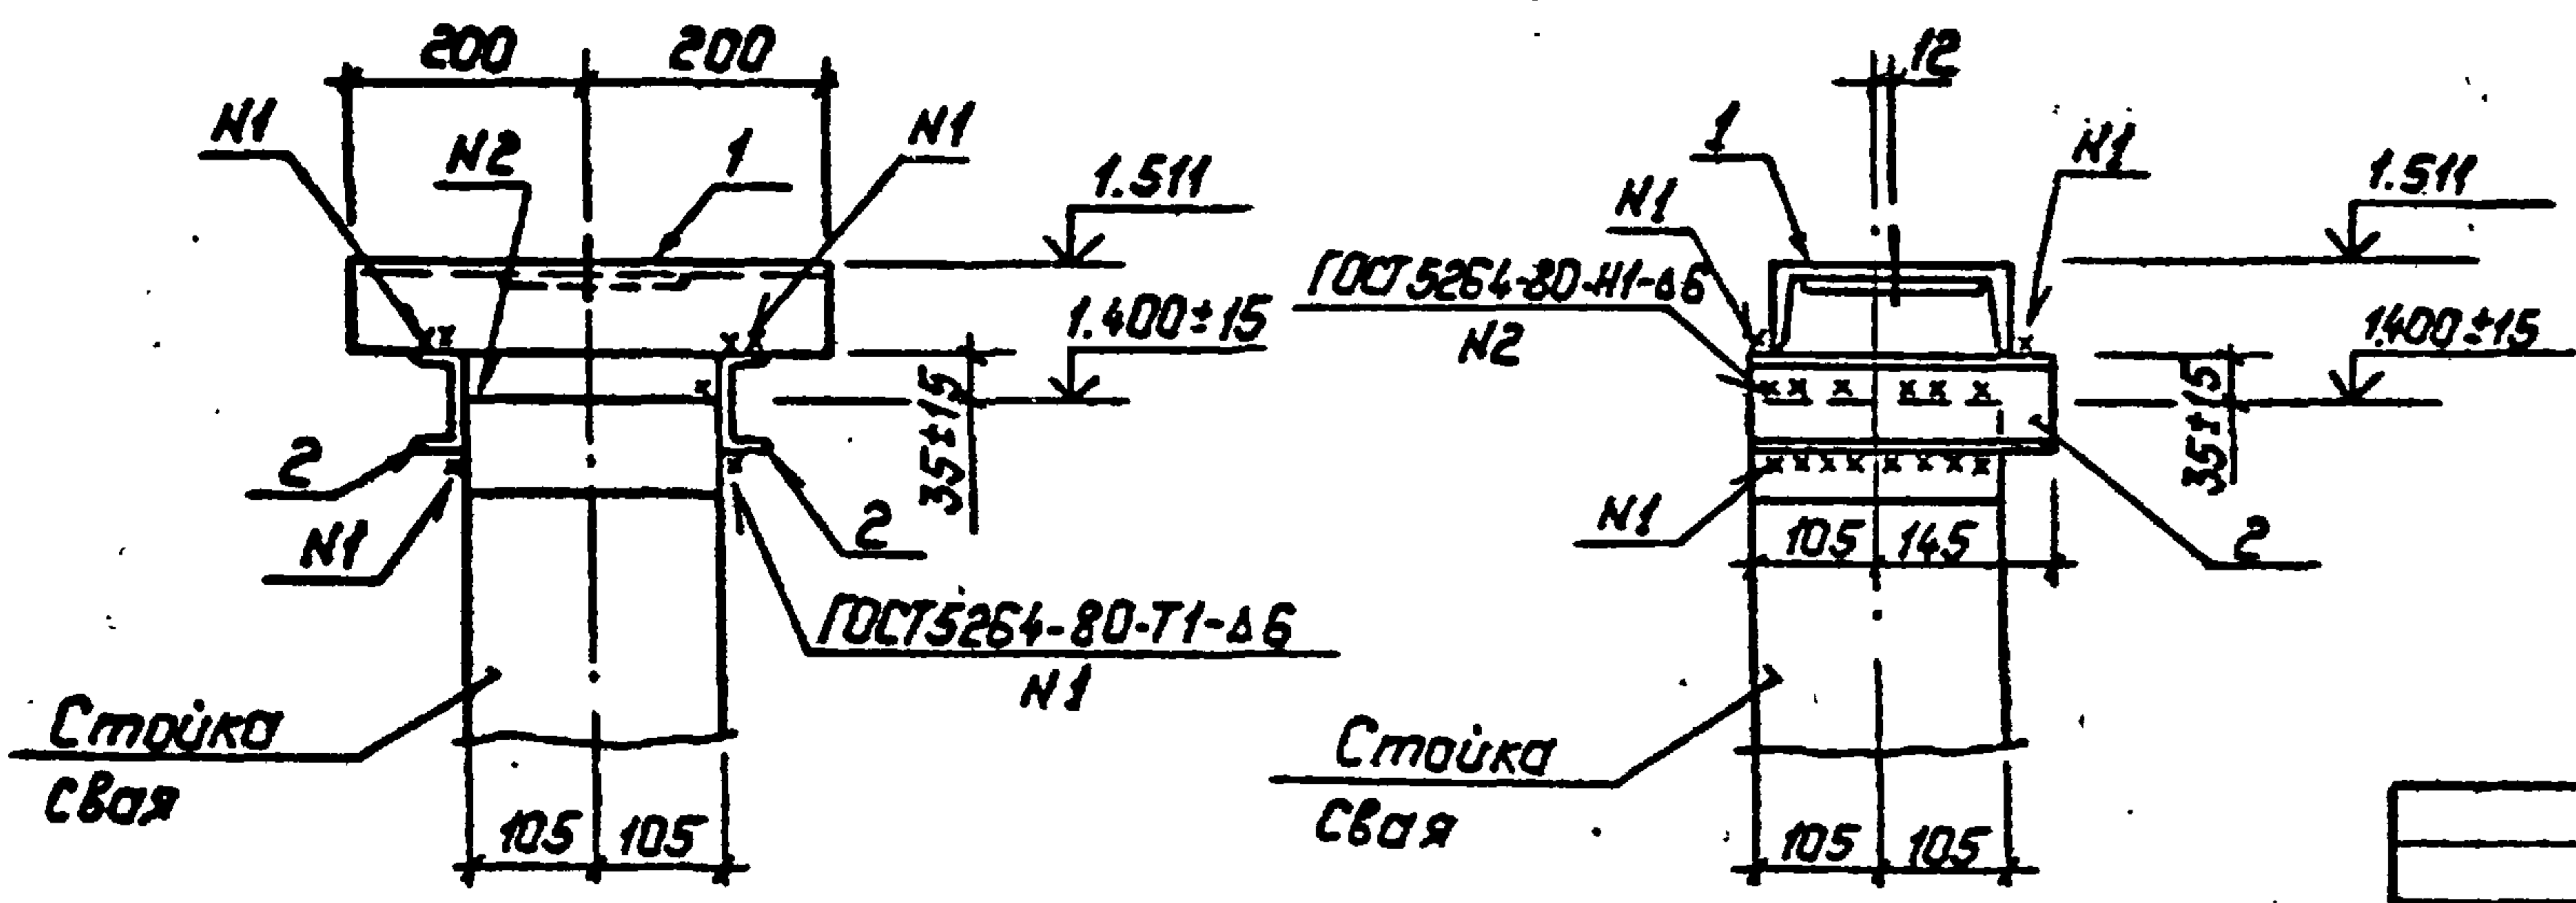 200 200
N1
N2
1
N1
1.511
1.400±15
35±15
2
N1
2
ГОСТ5264-80-Т1-Δ6
N1
Стойка
свая
105 105
12
1
N1
N1
1.511
ГОСТ5264-80-Н1-Δ6
N2
1.400±15
35±15
N1
105 145
2
Стойка
Свая
105 105